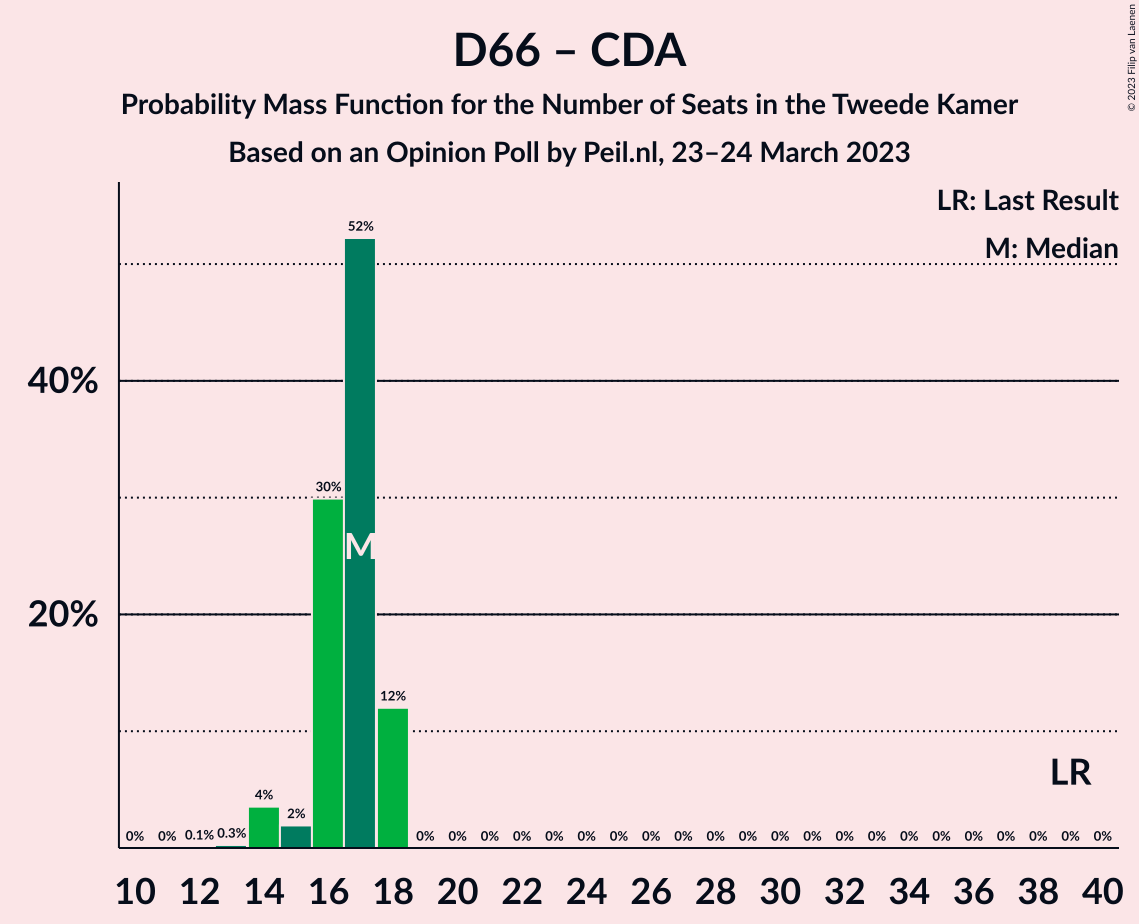 D66 – CDA
Probability Mass Function for the Number of Seats in the Tweede Kamer
Based on an Opinion Poll by Peil.nl, 23–24 March 2023
© 2023 Filip van Laenen
LR: Last Result
M: Median
52%
40%
30%
M
20%
12%
LR
4%
2%
0% 0% 0.1% 0.3% 0% 0% 0% 0% 0% 0% 0% 0% 0% 0% 0% 0% 0% 0% 0% 0% 0% 0% 0% 0% 0% 0%
10 12 14 16 18 20 22 24 26 28 30 32 34 36 38 40